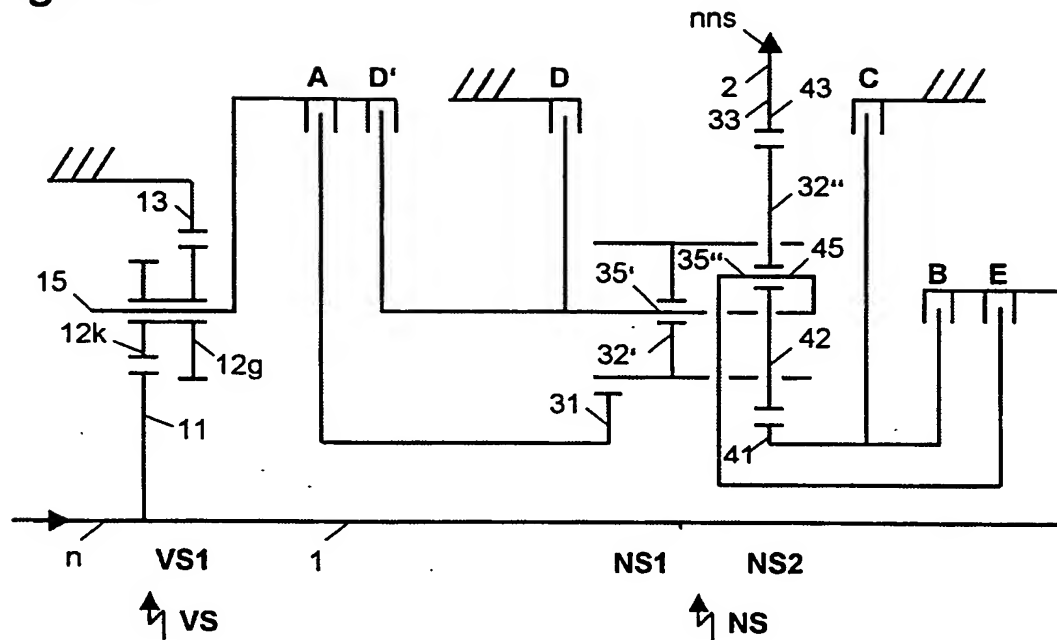 g
nns
A D‘ D C
2 43
33
13
32‘‘
15 35‘ 35‘‘ 45 B E
12k 12g 32‘ 42
31
11 41
n VS1 1 NS1 NS2
VS NS